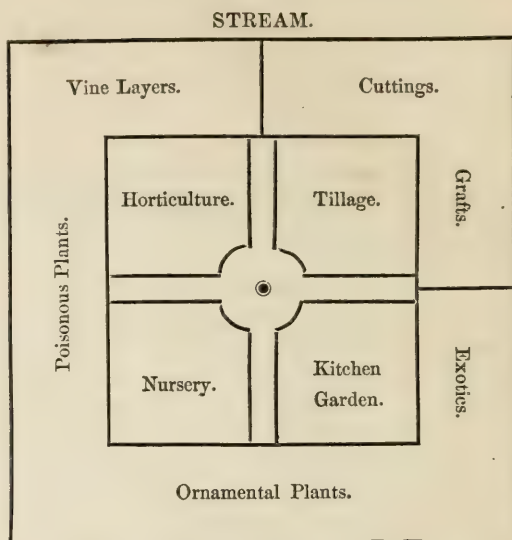 STREAM.
Vine Layers.
Cuttings.
Horticulture.
Tillage.
Grafts.
Poisonous Plants.
Nursery.
Kitchen
Garden.
Exotics.
Ornamental Plants.